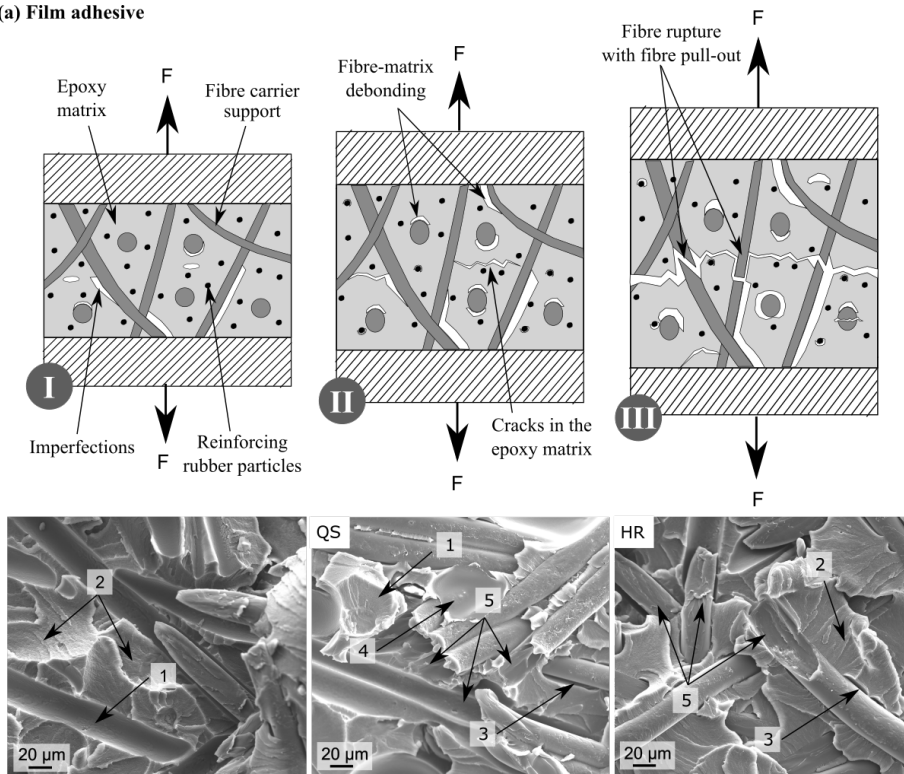 (a) Film adhesive
F
Epoxy
matrix
Fibre carrier
support
I
Imperfections
F
Reinforcing
rubber particles
F
Fibre-matrix
debonding
II
F
Cracks in the
epoxy matrix
Fibre rupture
with fibre pull-out
F
III
F
2
1
20 µm
QS
1
5
4
3
20 µm
HR
2
5
3
20 µm